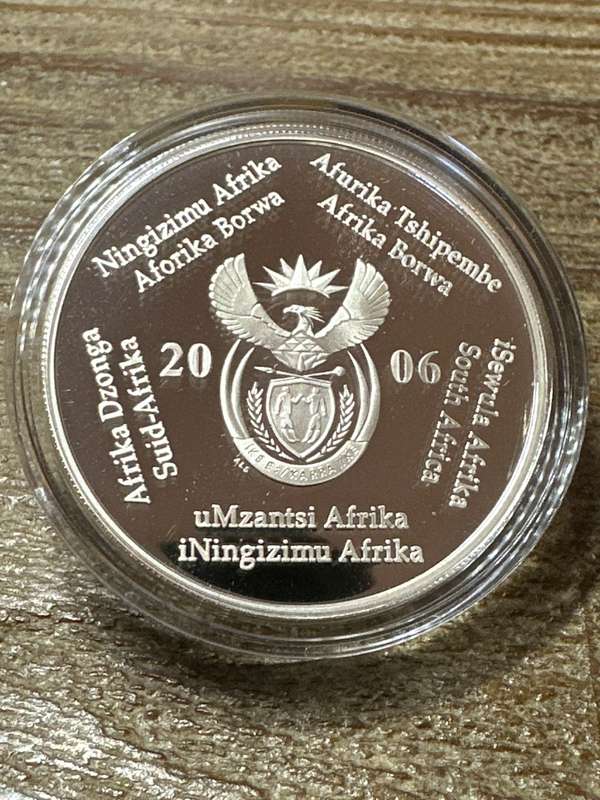 Ningizimu Afrika
Aforika Borwa
Afurika Tshipembe
Afrika Borwa
Afrika Dzonga
Suid-Afrika
20 06
iSewula Afrika
South Africa
ALL
uMzantsi Afrika
iNingizimu Afrika